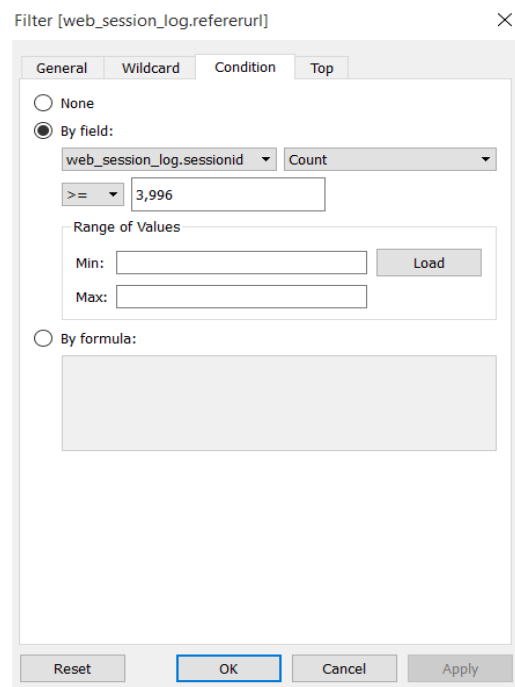 Filter [web_session_log.refererurl]
General Wildcard Condition Top
None
By field:
web_session_log.sessionid Count
>= 3,996
Range of Values
Min: Load
Max:
By formula:
Reset OK Cancel Apply